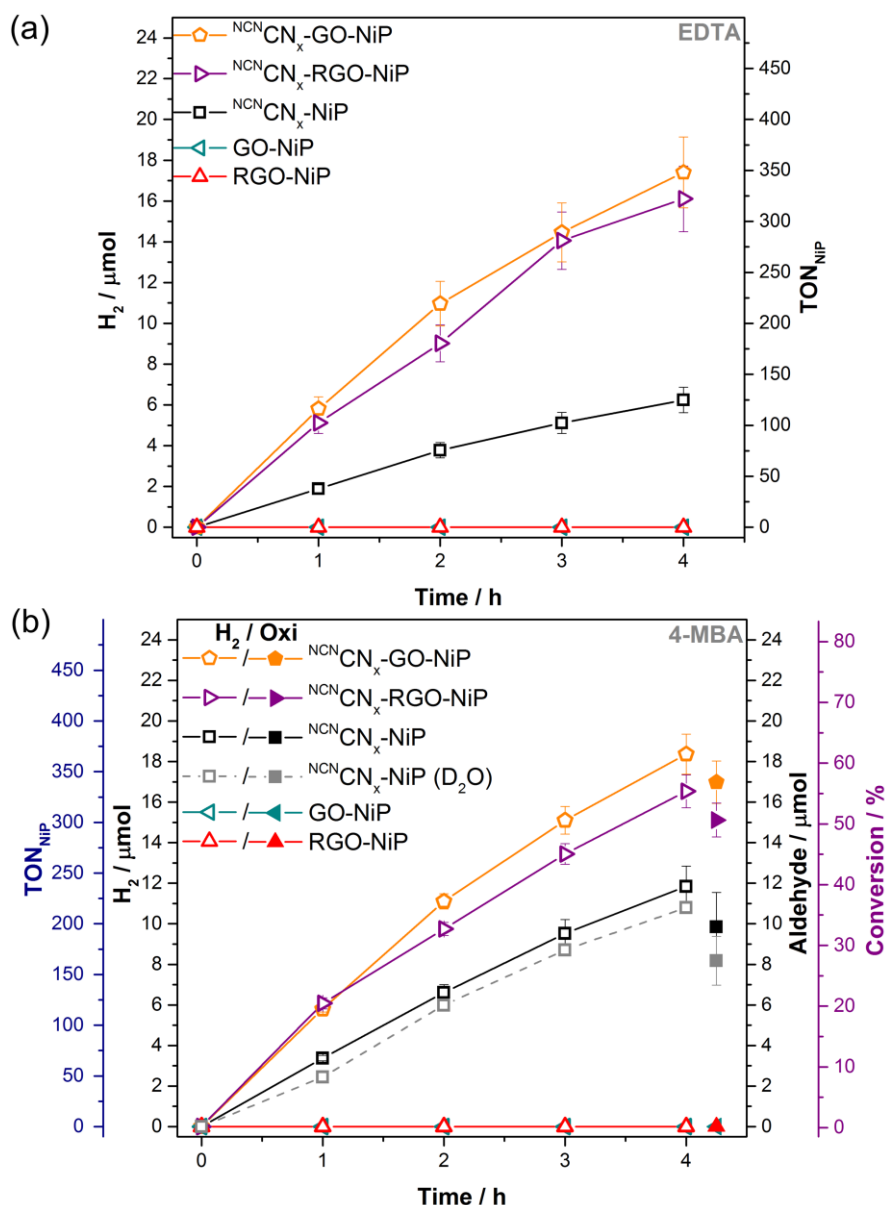 (a)
EDTA
NCNCNx-GO-NiP
NCNCNx-RGO-NiP
NCNCNx-NiP
GO-NiP
RGO-NiP
H2 / μmol
24
22
20
18
16
14
12
10
8
6
4
2
0
TONNiP
450
400
350
300
250
200
150
100
50
0
0 1 2 3 4
Time / h
(b)
4-MBA
H2 / Oxi
/ NCNCNx-GO-NiP
/ NCNCNx-RGO-NiP
/ NCNCNx-NiP
/ NCNCNx-NiP (D2O)
/ GO-NiP
/ RGO-NiP
TONNiP
450
400
350
300
250
200
150
100
50
0
H2 / μmol
24
22
20
18
16
14
12
10
8
6
4
2
0
Aldehyde / μmol
24
22
20
18
16
14
12
10
8
6
4
2
0
Conversion / %
80
70
60
50
40
30
20
10
0
0 1 2 3 4
Time / h